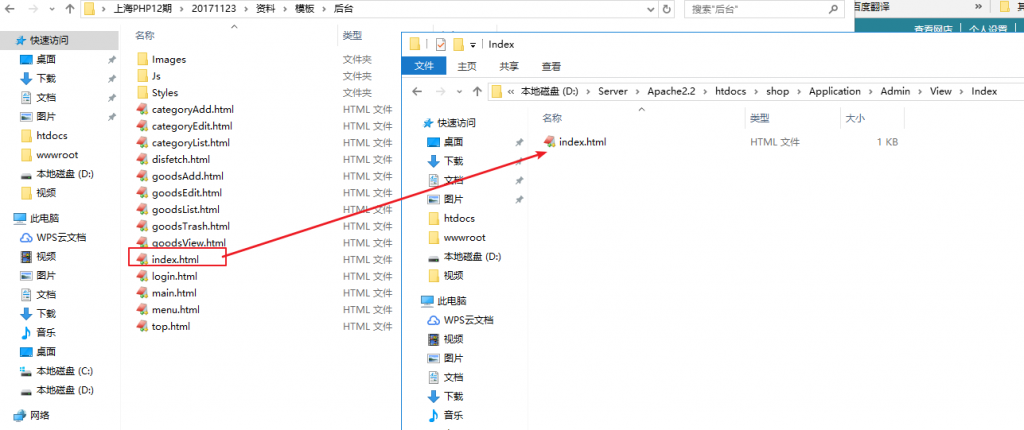 上海PHP12期 › 20171123 › 资料 › 模板 › 后台
搜索"后台"
百度翻译
查看网店 | 个人设置
快速访问
桌面
下载
文档
图片
htdocs
wwwroot
本地磁盘 (D:)
视频
此电脑
WPS云文档
视频
图片
文档
下载
音乐
桌面
本地磁盘 (C:)
本地磁盘 (D:)
网络
名称 类型
Images 文件夹
Js 文件夹
Styles 文件夹
categoryAdd.html HTML 文件
categoryEdit.html HTML 文件
categoryList.html HTML 文件
disfetch.html HTML 文件
goodsAdd.html HTML 文件
goodsEdit.html HTML 文件
goodsList.html HTML 文件
goodsTrash.html HTML 文件
goodsView.html HTML 文件
index.html HTML 文件
login.html HTML 文件
main.html HTML 文件
menu.html HTML 文件
top.html HTML 文件
Index
文件 主页 共享 查看
« 本地磁盘 (D:) › Server › Apache2.2 › htdocs › shop › Application › Admin › View › Index
快速访问
桌面
下载
文档
图片
htdocs
wwwroot
本地磁盘 (D:)
视频
此电脑
WPS云文档
视频
图片
文档
下载
音乐
名称 类型 大小
index.html HTML 文件 1 KB